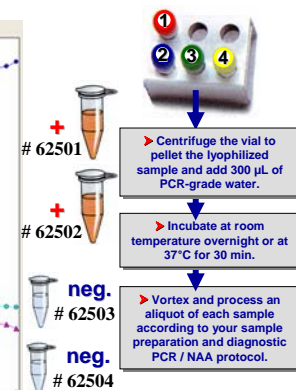 1
2 3 4
+
# 62501
+
# 62502
neg.
# 62503
neg.
# 62504
➤ Centrifuge the vial to
pellet the lyophilized
sample and add 300 µL of
PCR-grade water.
➤ Incubate at room
temperature overnight or at
37°C for 30 min.
➤ Vortex and process an
aliquot of each sample
according to your sample
preparation and diagnostic
PCR / NAA protocol.